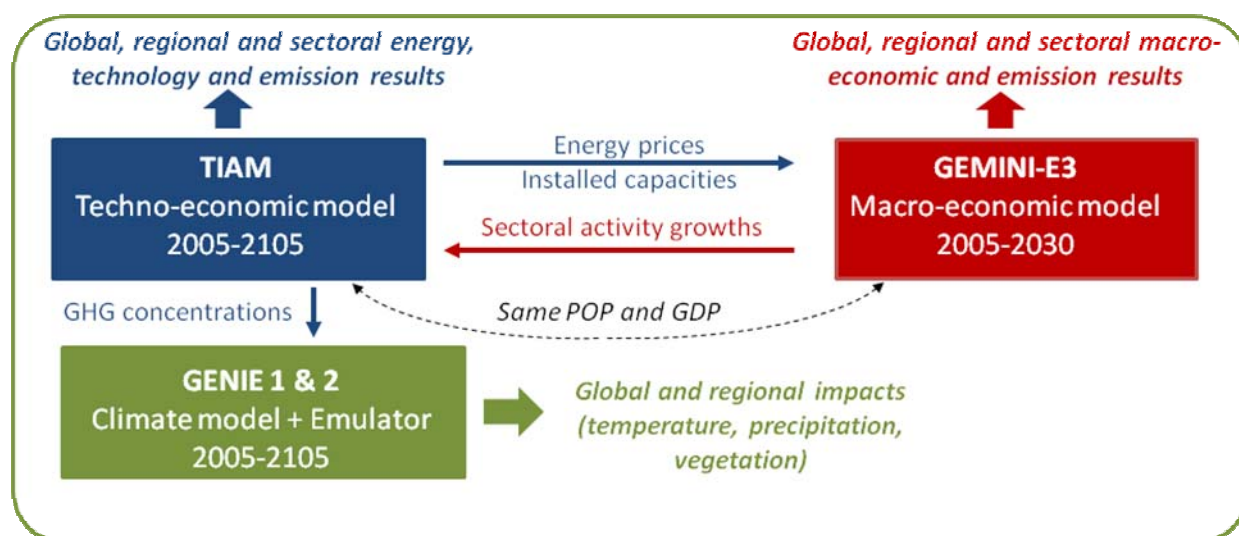 Global, regional and sectoral energy,
technology and emission results
Global, regional and sectoral macro-
economic and emission results
TIAM
Techno-economic model
2005-2105
Energy prices
Installed capacities
Sectoral activity growths
GEMINI-E3
Macro-economic model
2005-2030
GHG concentrations
Same POP and GDP
GENIE 1 & 2
Climate model + Emulator
2005-2105
Global and regional impacts
(temperature, precipitation,
vegetation)